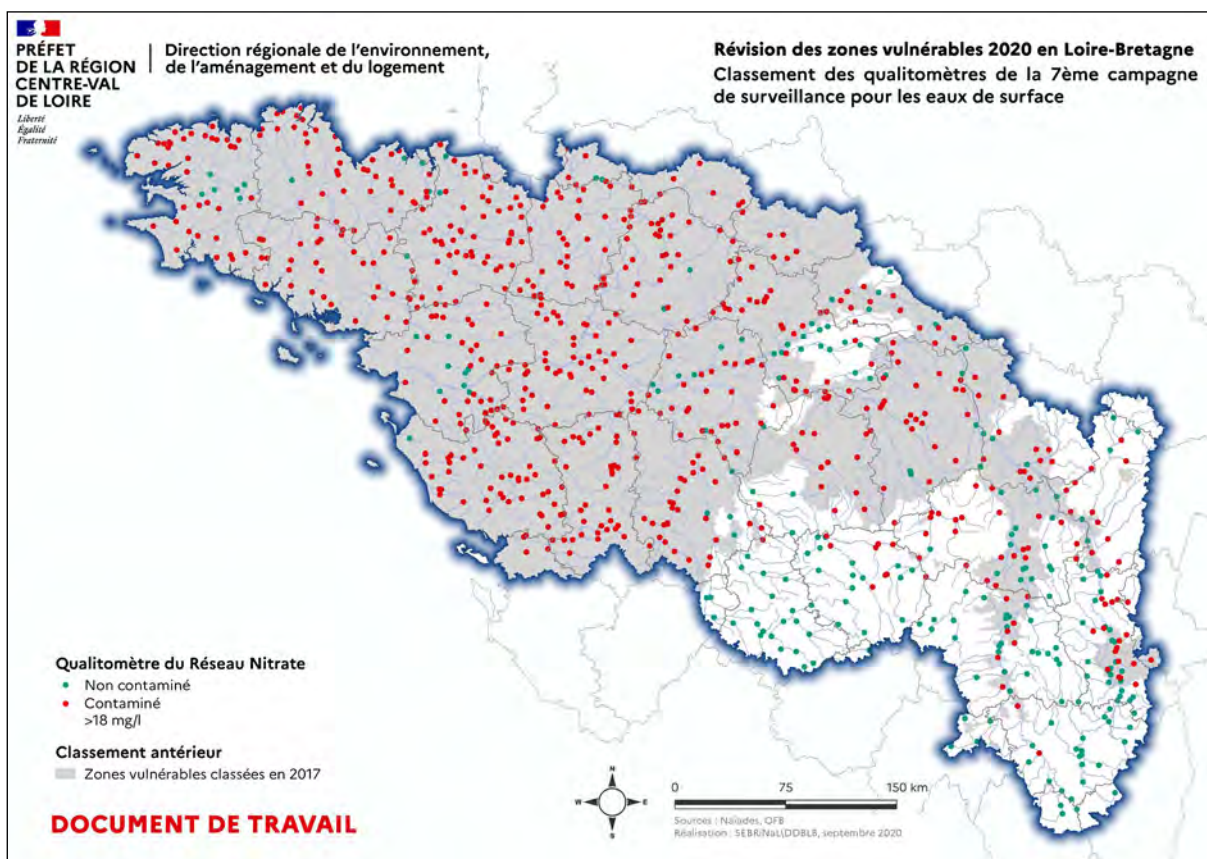 PRÉFET
DE LA RÉGION
CENTRE-VAL
DE LOIRE
Liberté
Égalité
Fraternité
Direction régionale de l'environnement,
de l'aménagement et du logement
Révision des zones vulnérables 2020 en Loire-Bretagne
Classement des qualitomètres de la 7ème campagne
de surveillance pour les eaux de surface
Qualitomètre du Réseau Nitrate
Non contaminé
Contaminé
>18 mg/l
Classement antérieur
Zones vulnérables classées en 2017
DOCUMENT DE TRAVAIL
N
W E
S
0 75 150 km
Sources : Naïades, OFB
Réalisation : SEBRiNaL\DDBLB, septembre 2020